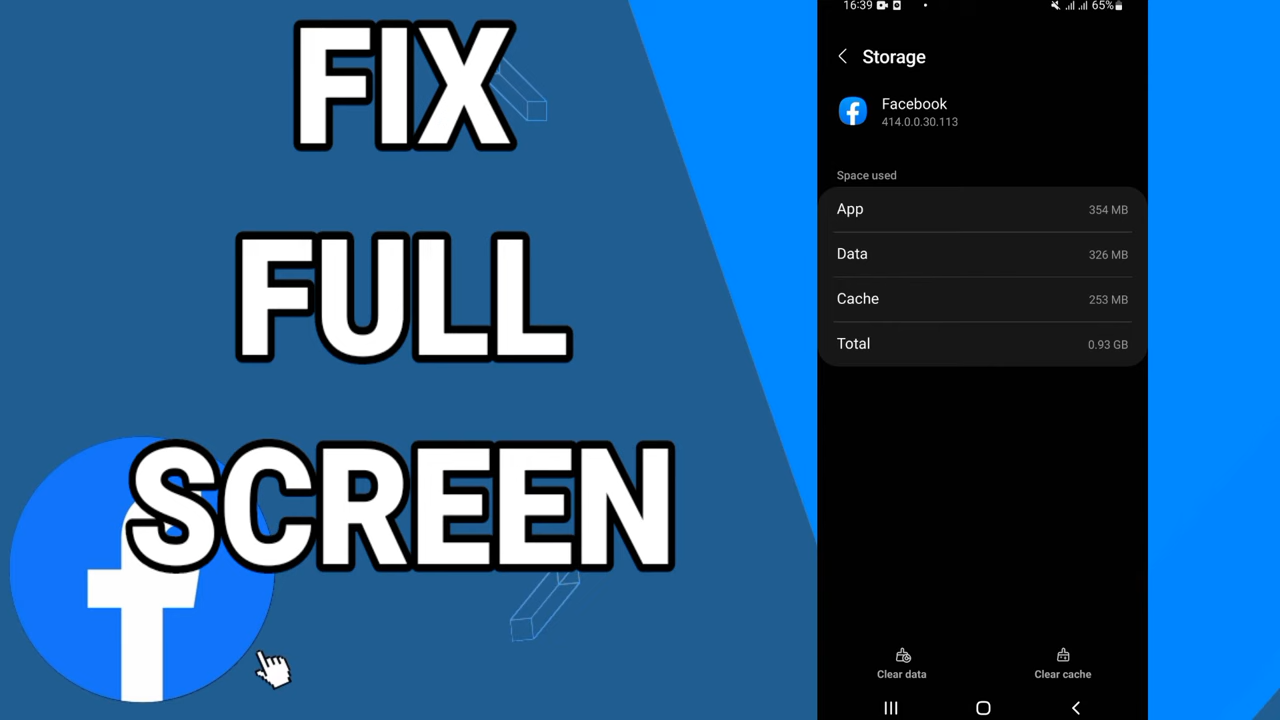 FIX
FULL
SCREEN
16:39
65%
Storage
Facebook
414.0.0.30.113
Space used
App 354 MB
Data 326 MB
Cache 253 MB
Total 0.93 GB
Clear data
Clear cache